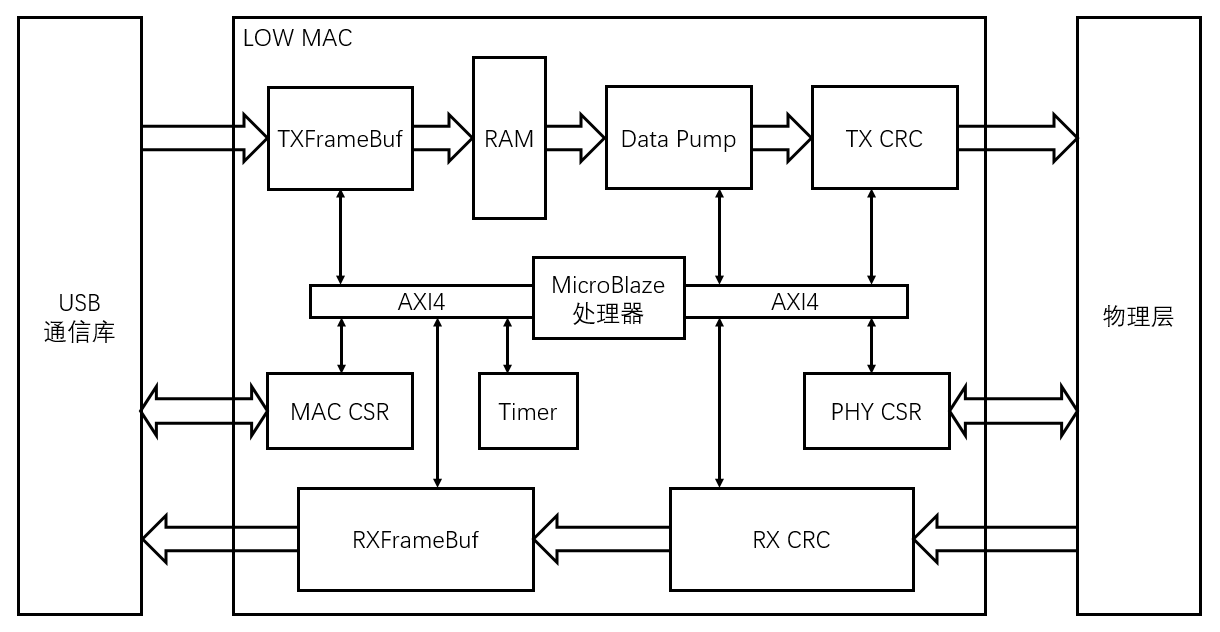 LOW MAC
TXFrameBuf
RAM
Data Pump
TX CRC
USB
通信库
AXI4
MicroBlaze
处理器
AXI4
物理层
MAC CSR
Timer
PHY CSR
RXFrameBuf
RX CRC